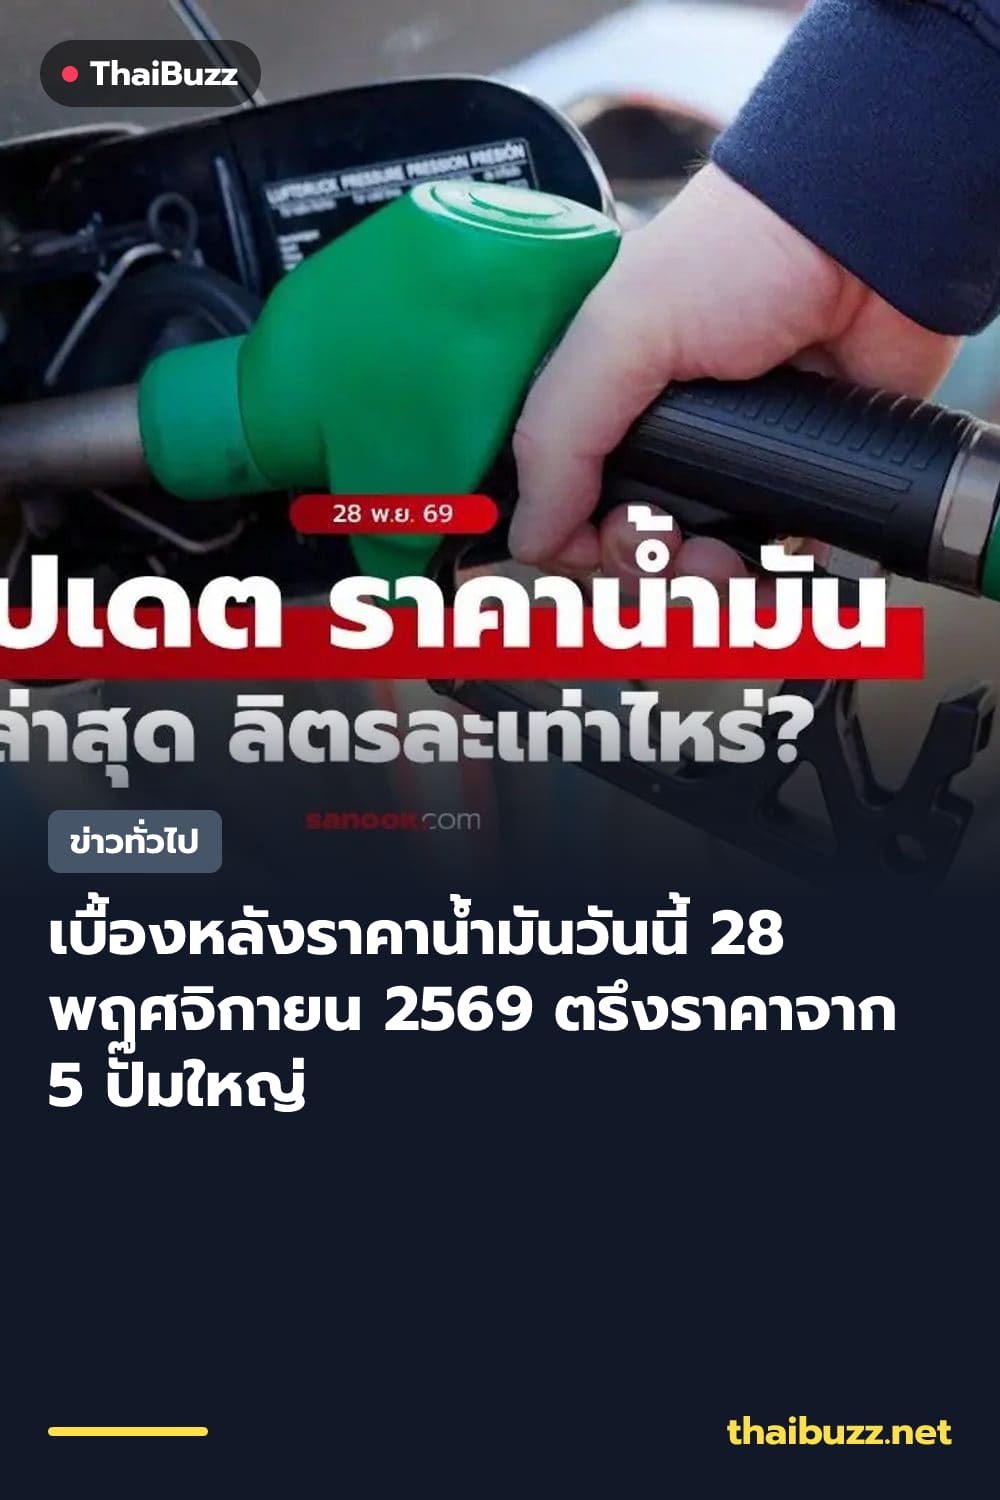 ThaiBuzz
LUFTDRUCK PRESSURE PRESSION PRESIÓN
28 พ.ย. 69
ปเดต ราคาน้ำมัน
ล่าสุด ลิตรละเท่าไหร่?
sanook.com
ข่าวทั่วไป
เบื้องหลังราคาน้ำมันวันนี้ 28
พฤศจิกายน 2569 ตรึงราคาจาก
5 ปั๊มใหญ่
thaibuzz.net